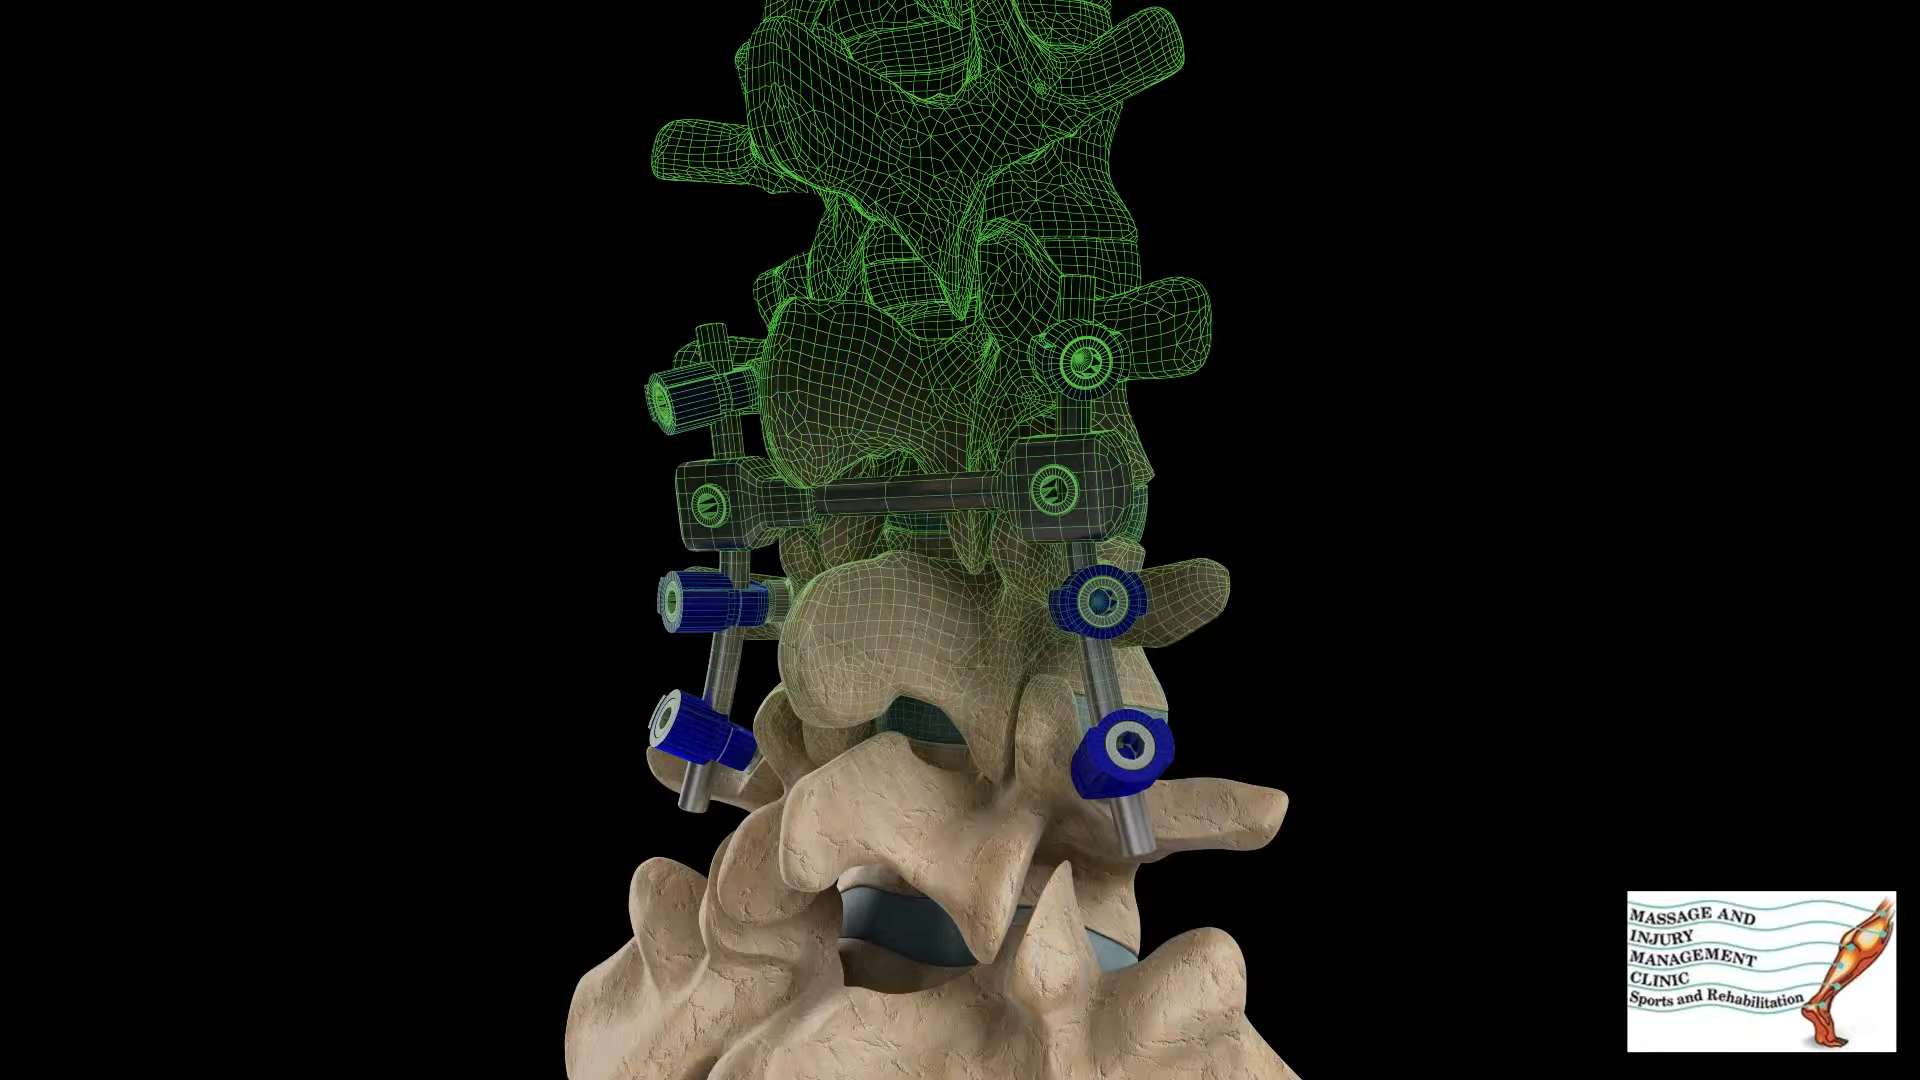 MASSAGE AND
INJURY
MANAGEMENT
CLINIC
Sports and Rehabilitation